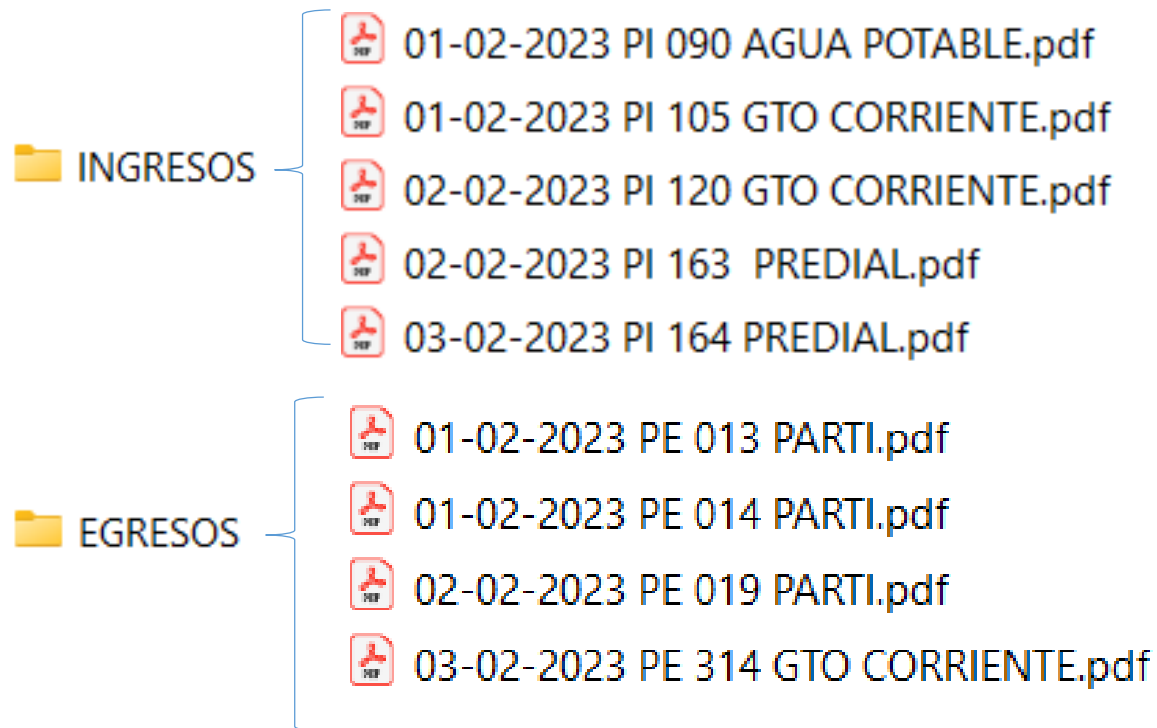 INGRESOS
01-02-2023 PI 090 AGUA POTABLE.pdf
01-02-2023 PI 105 GTO CORRIENTE.pdf
02-02-2023 PI 120 GTO CORRIENTE.pdf
02-02-2023 PI 163  PREDIAL.pdf
03-02-2023 PI 164 PREDIAL.pdf
EGRESOS
01-02-2023 PE 013 PARTI.pdf
01-02-2023 PE 014 PARTI.pdf
02-02-2023 PE 019 PARTI.pdf
03-02-2023 PE 314 GTO CORRIENTE.pdf